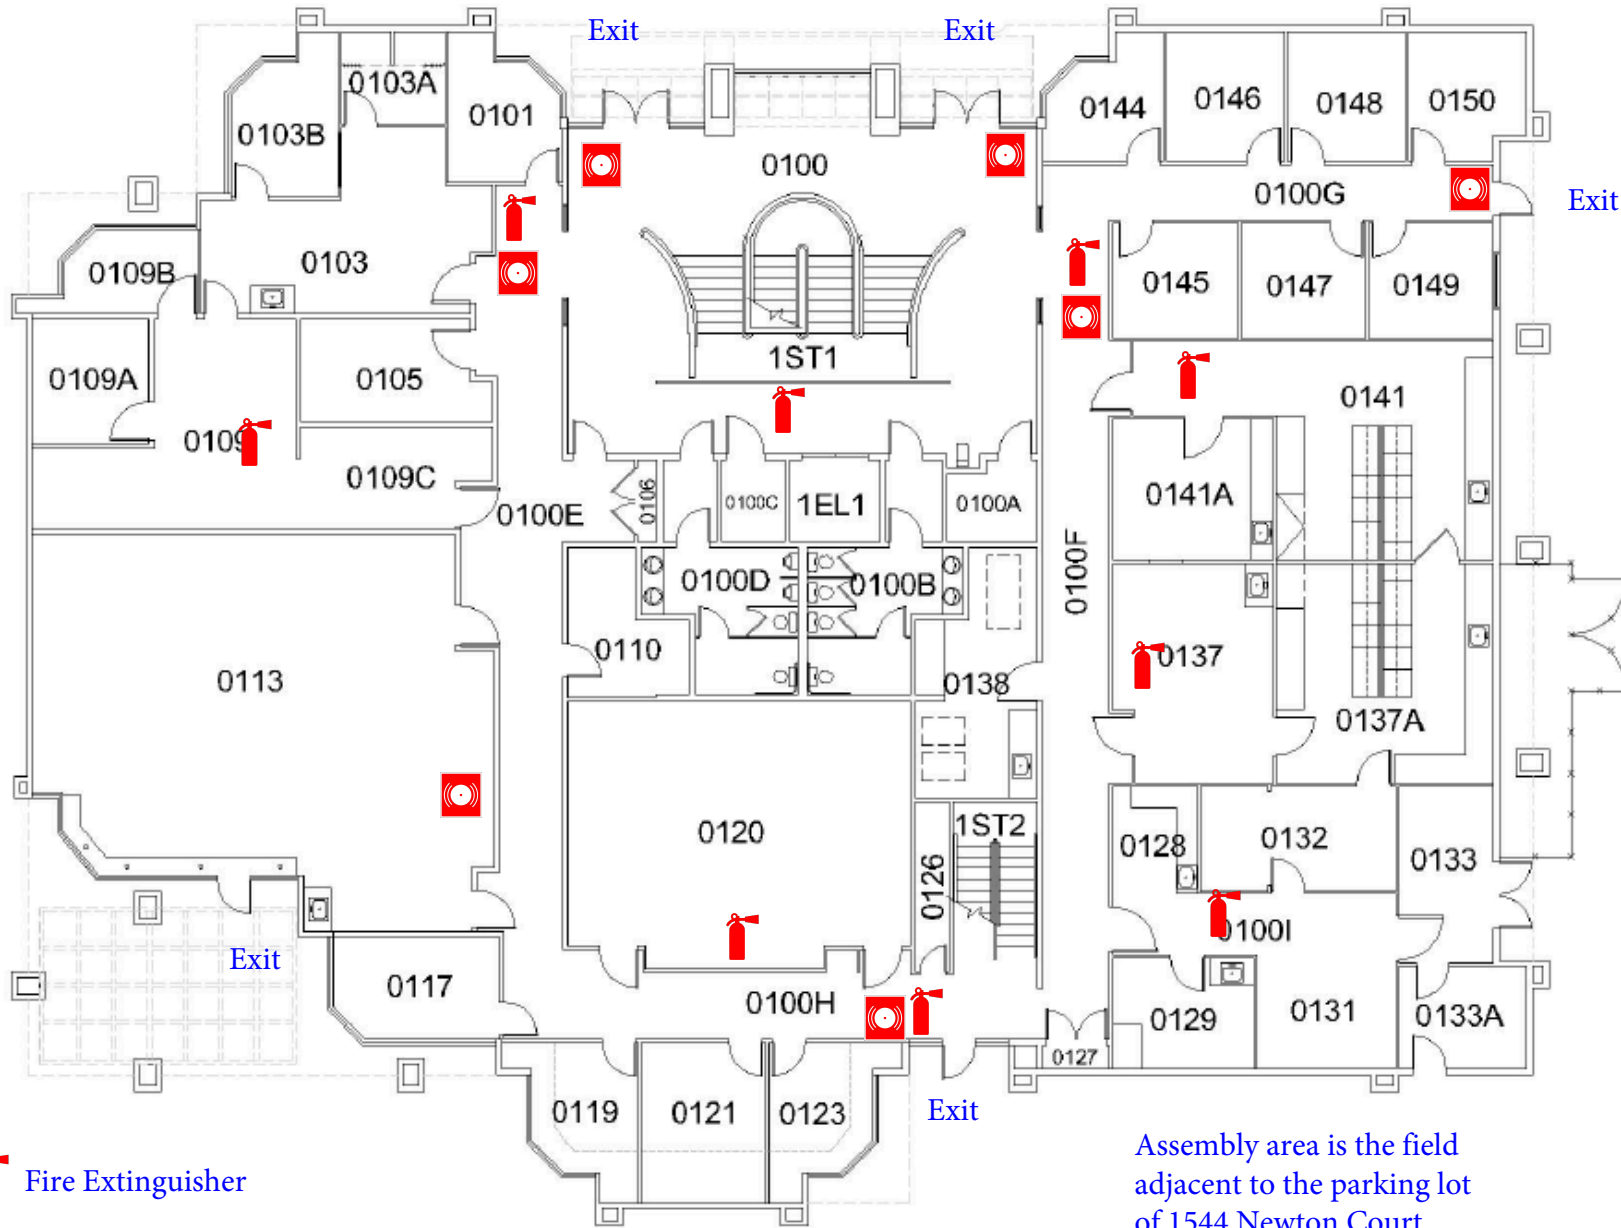 Exit Exit
0103A
0101
0103B
0100
0144
0146
0148
0150
0100G
Exit
0109B
0103
0145
0147
0149
1ST1
0109A
0105
0141
0109
0109C
0106
0100C
1EL1
0100A
0141A
0100E
0100F
0100D
0100B
0110
0137
0113
0138
0137A
0120
1ST2
0126
0128
0132
0133
0100I
Exit
0117
0100H
0129
0131
0133A
0127
0119
0121
0123
Exit
Fire Extinguisher
Assembly area is the field
adjacent to the parking lot
of 1544 Newton Court